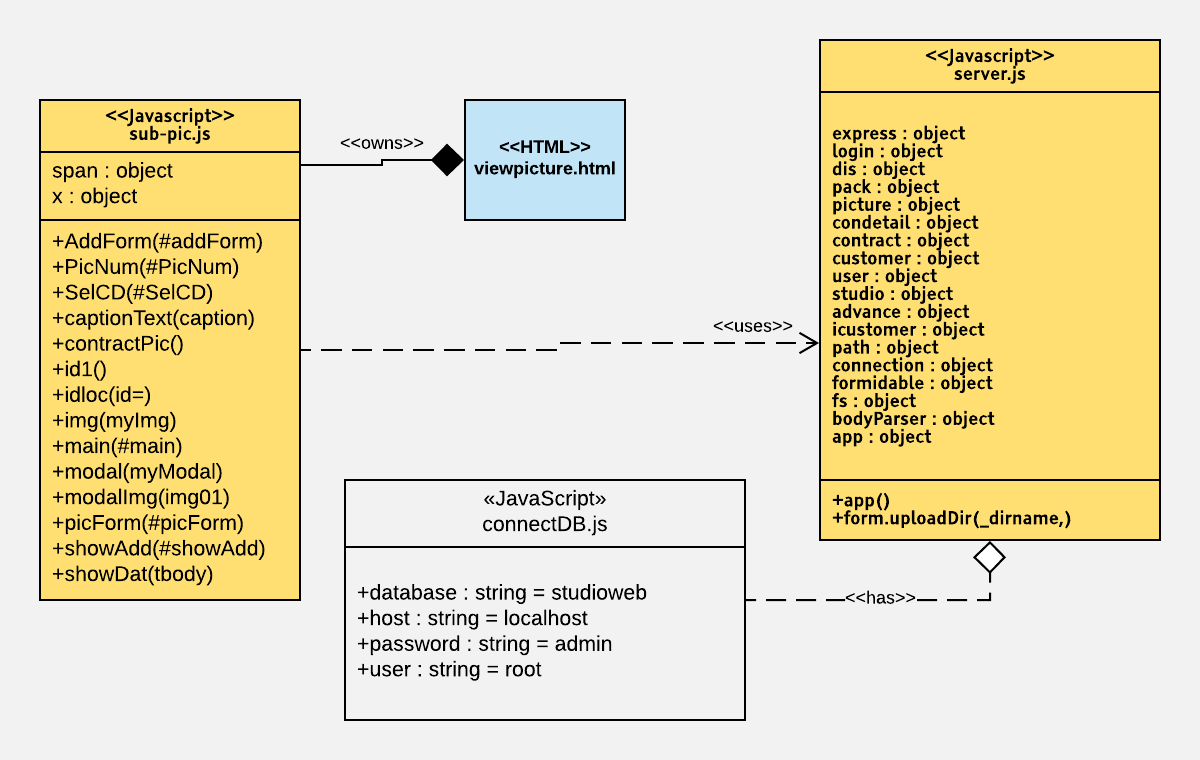 <<Javascript>>
sub-pic.js
span : object
x : object
+AddForm(#addForm)
+PicNum(#PicNum)
+SelCD(#SelCD)
+captionText(caption)
+contractPic()
+id1()
+idloc(id=)
+img(myImg)
+main(#main)
+modal(myModal)
+modalImg(img01)
+picForm(#picForm)
+showAdd(#showAdd)
+showDat(tbody)
<<owns>>
<<HTML>>
viewpicture.html
<<uses>>
<<Javascript>>
server.js
express : object
login : object
dis : object
pack : object
picture : object
condetail : object
contract : object
customer : object
user : object
studio : object
advance : object
icustomer : object
path : object
connection : object
formidable : object
fs : object
bodyParser : object
app : object
+app()
+form.uploadDir(_dirname,)
«JavaScript»
connectDB.js
+database : string = studioweb
+host : string = localhost
+password : string = admin
+user : string = root
<<has>>